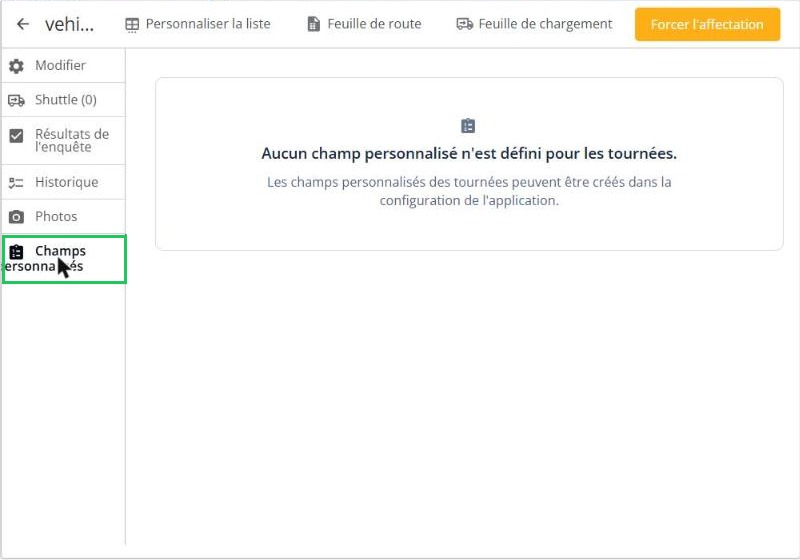 vehi...
Personnaliser la liste
Feuille de route
Feuille de chargement
Forcer l'affectation
Modifier
Shuttle (0)
Résultats de
l'enquête
Historique
Photos
Champs
Aucun champ personnalisé n'est défini pour les tournées.
Les champs personnalisés des tournées peuvent être créés dans la
configuration de l'application.